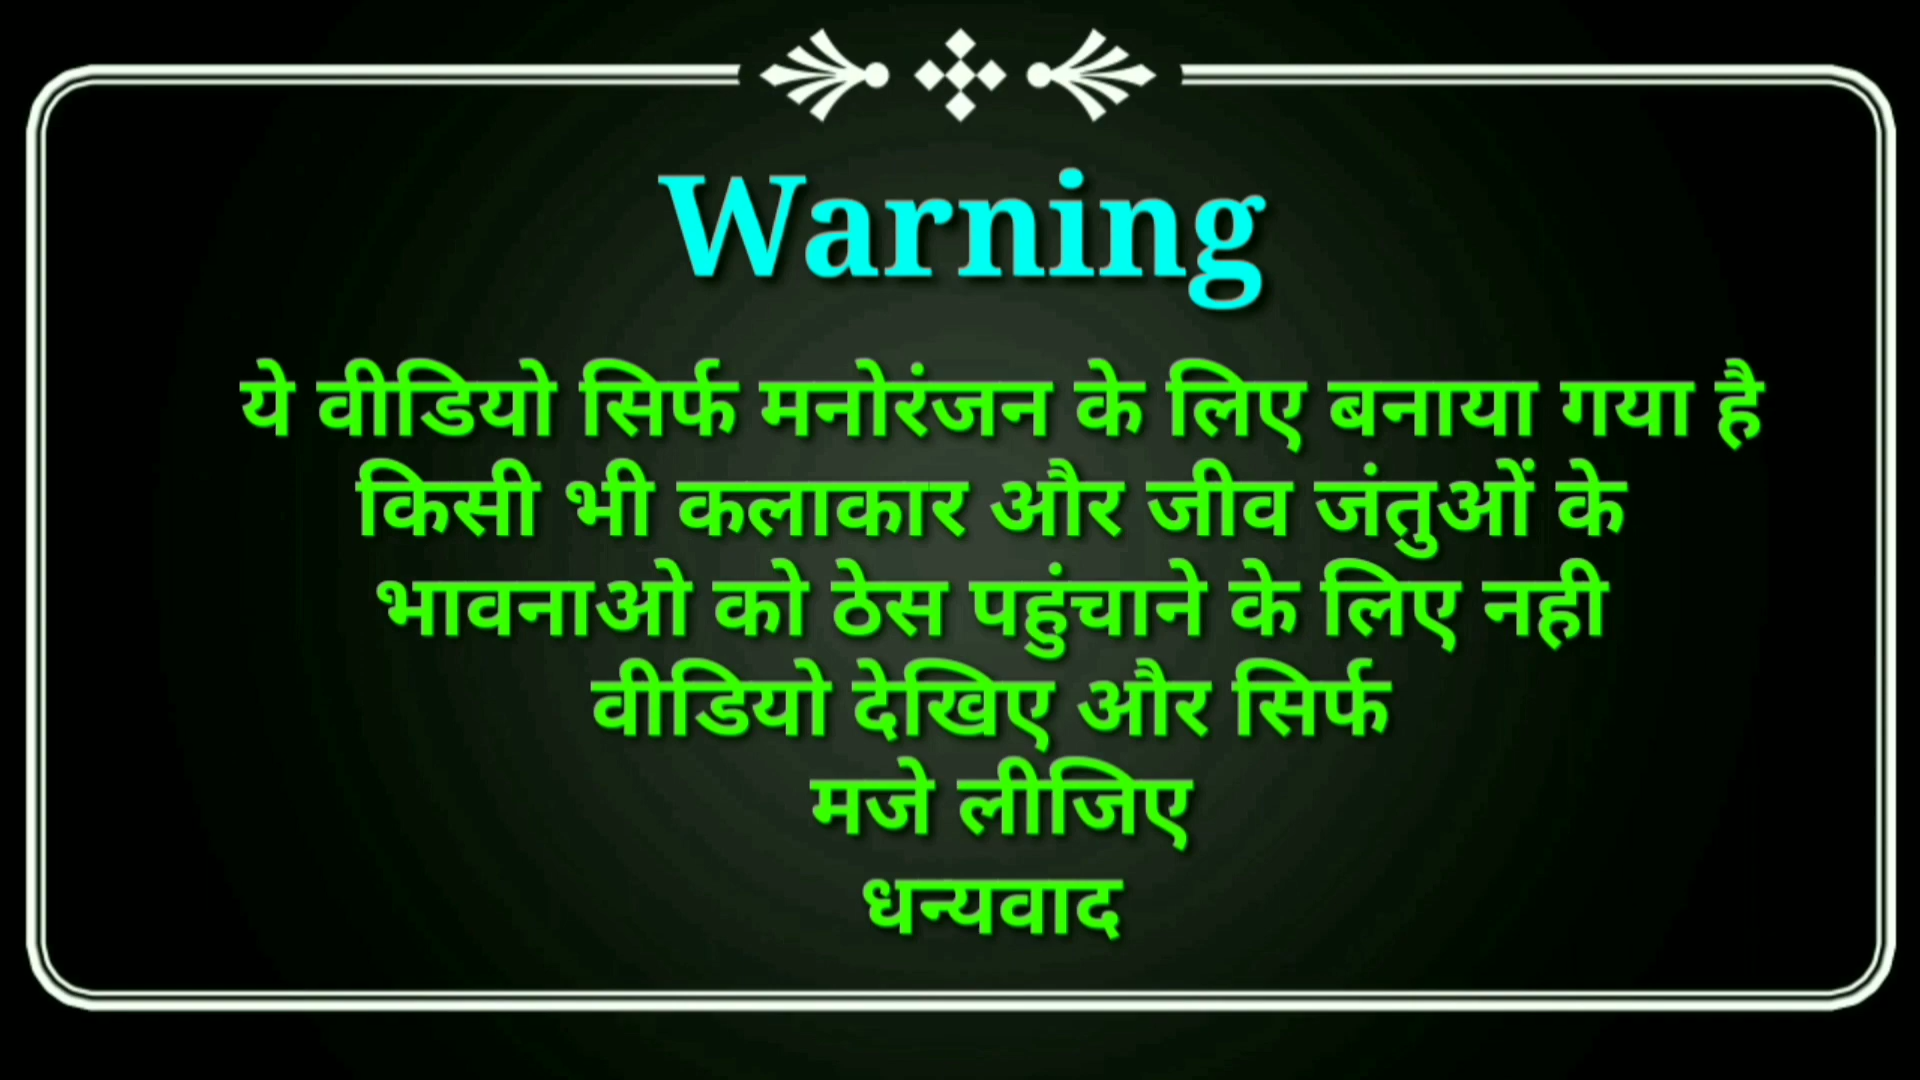 Warning
ये वीडियो सिर्फ मनोरंजन के लिए बनाया गया है
किसी भी कलाकार और जीव जंतुओं के
भावनाओ को ठेस पहुंचाने के लिए नही
वीडियो देखिए और सिर्फ
मजे लीजिए
धन्यवाद